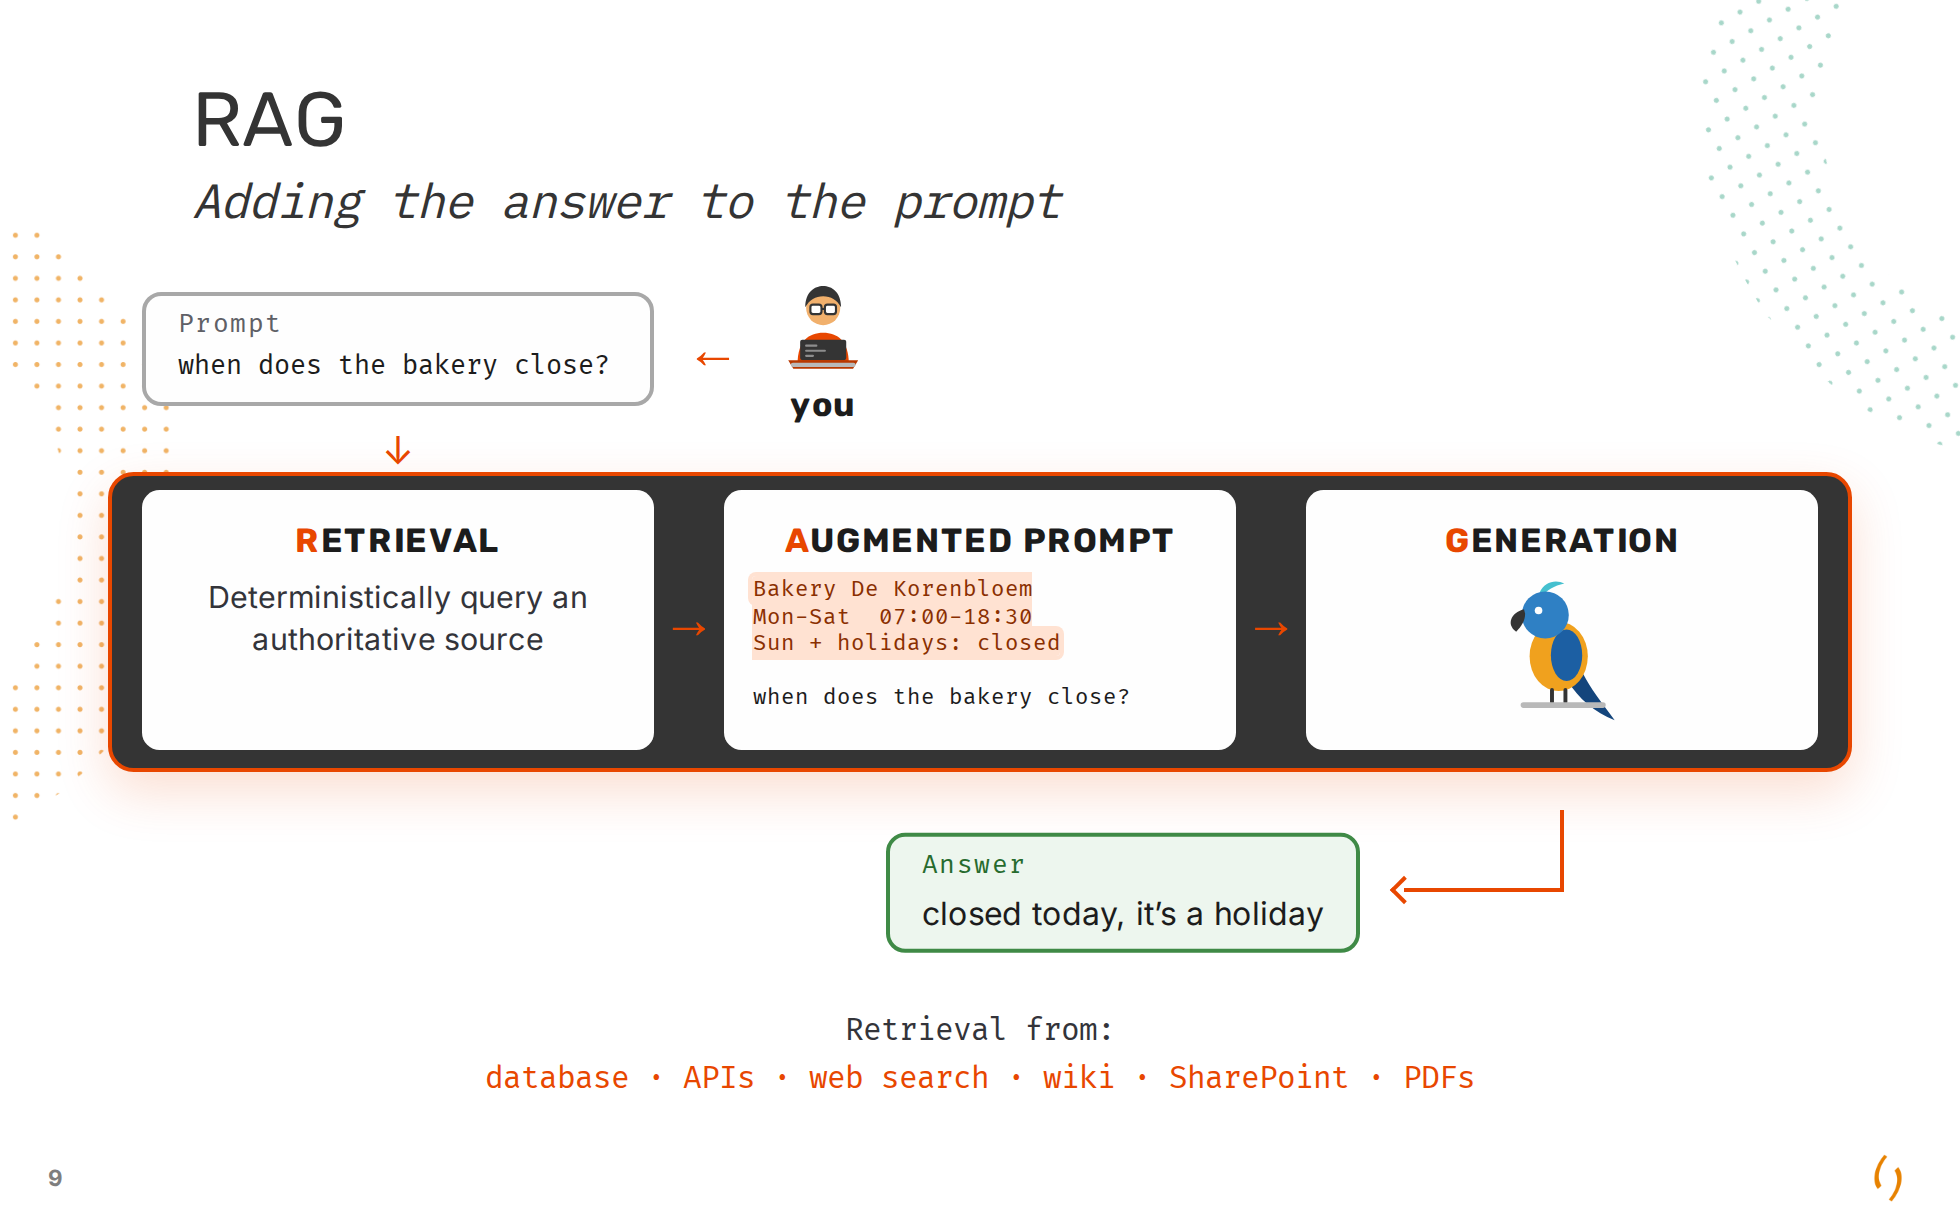 RAG
Adding the answer to the prompt
Prompt
when does the bakery close?
you
RETRIEVAL
Deterministically query an
authoritative source
AUGMENTED PROMPT
Bakery De Korenbloem
Mon–Sat  07:00–18:30
Sun + holidays: closed
when does the bakery close?
GENERATION
Answer
closed today, it’s a holiday
Retrieval from:
database · APIs · web search · wiki · SharePoint · PDFs
9